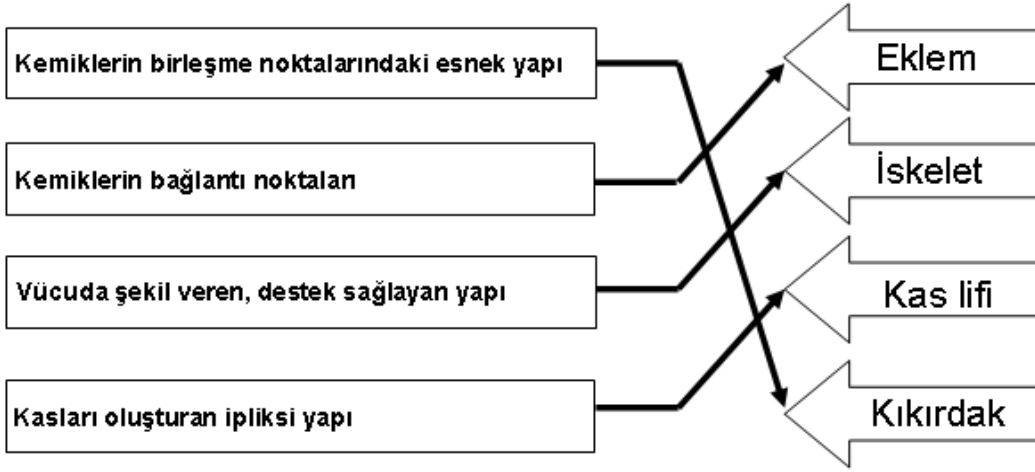 Kemiklerin birleşme noktalarındaki esnek yapı
Eklem
Kemiklerin bağlantı noktaları
İskelet
Vücuda şekil veren, destek sağlayan yapı
Kas lifi
Kasları oluşturan ipliksi yapı
Kıkırdak